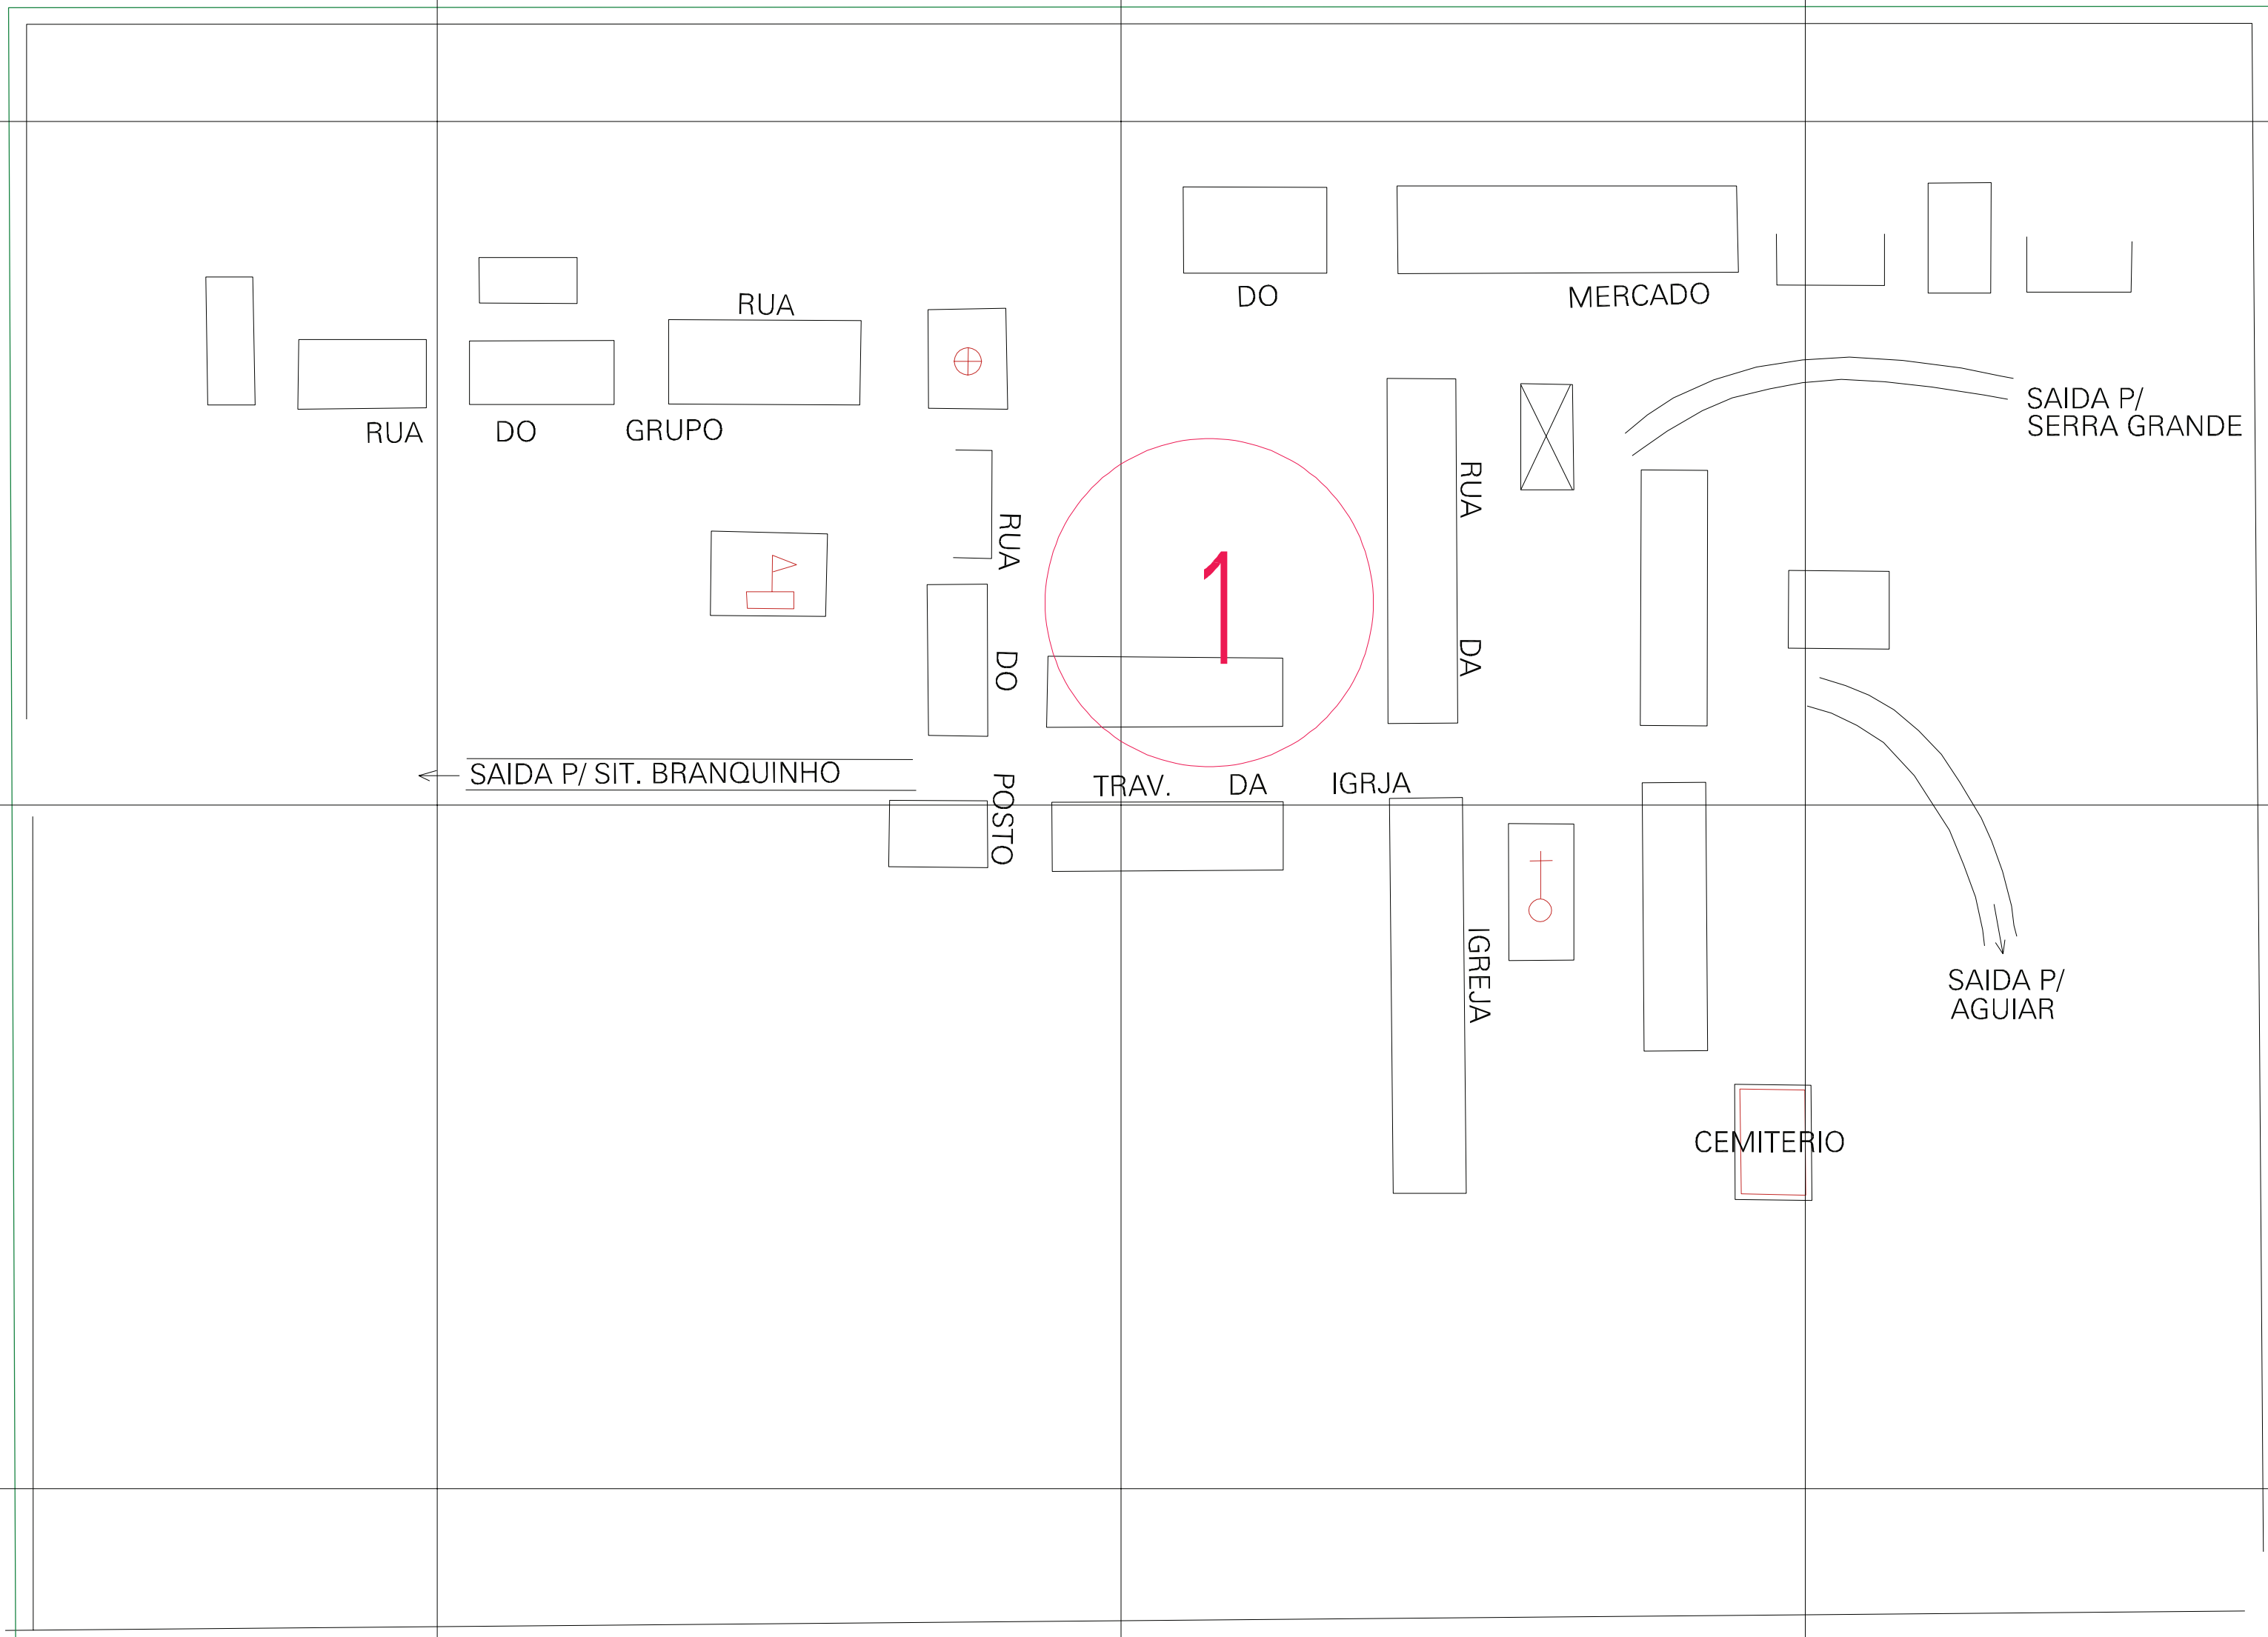 RUA DO MERCADO
RUA DO GRUPO
SAIDA P/
SERRA GRANDE
RUA DO POSTO
1
RUA DA IGREJA
SAIDA P/ SIT. BRANQUINHO
TRAV. DA IGRJA
SAIDA P/
AGUIAR
CEMITERIO